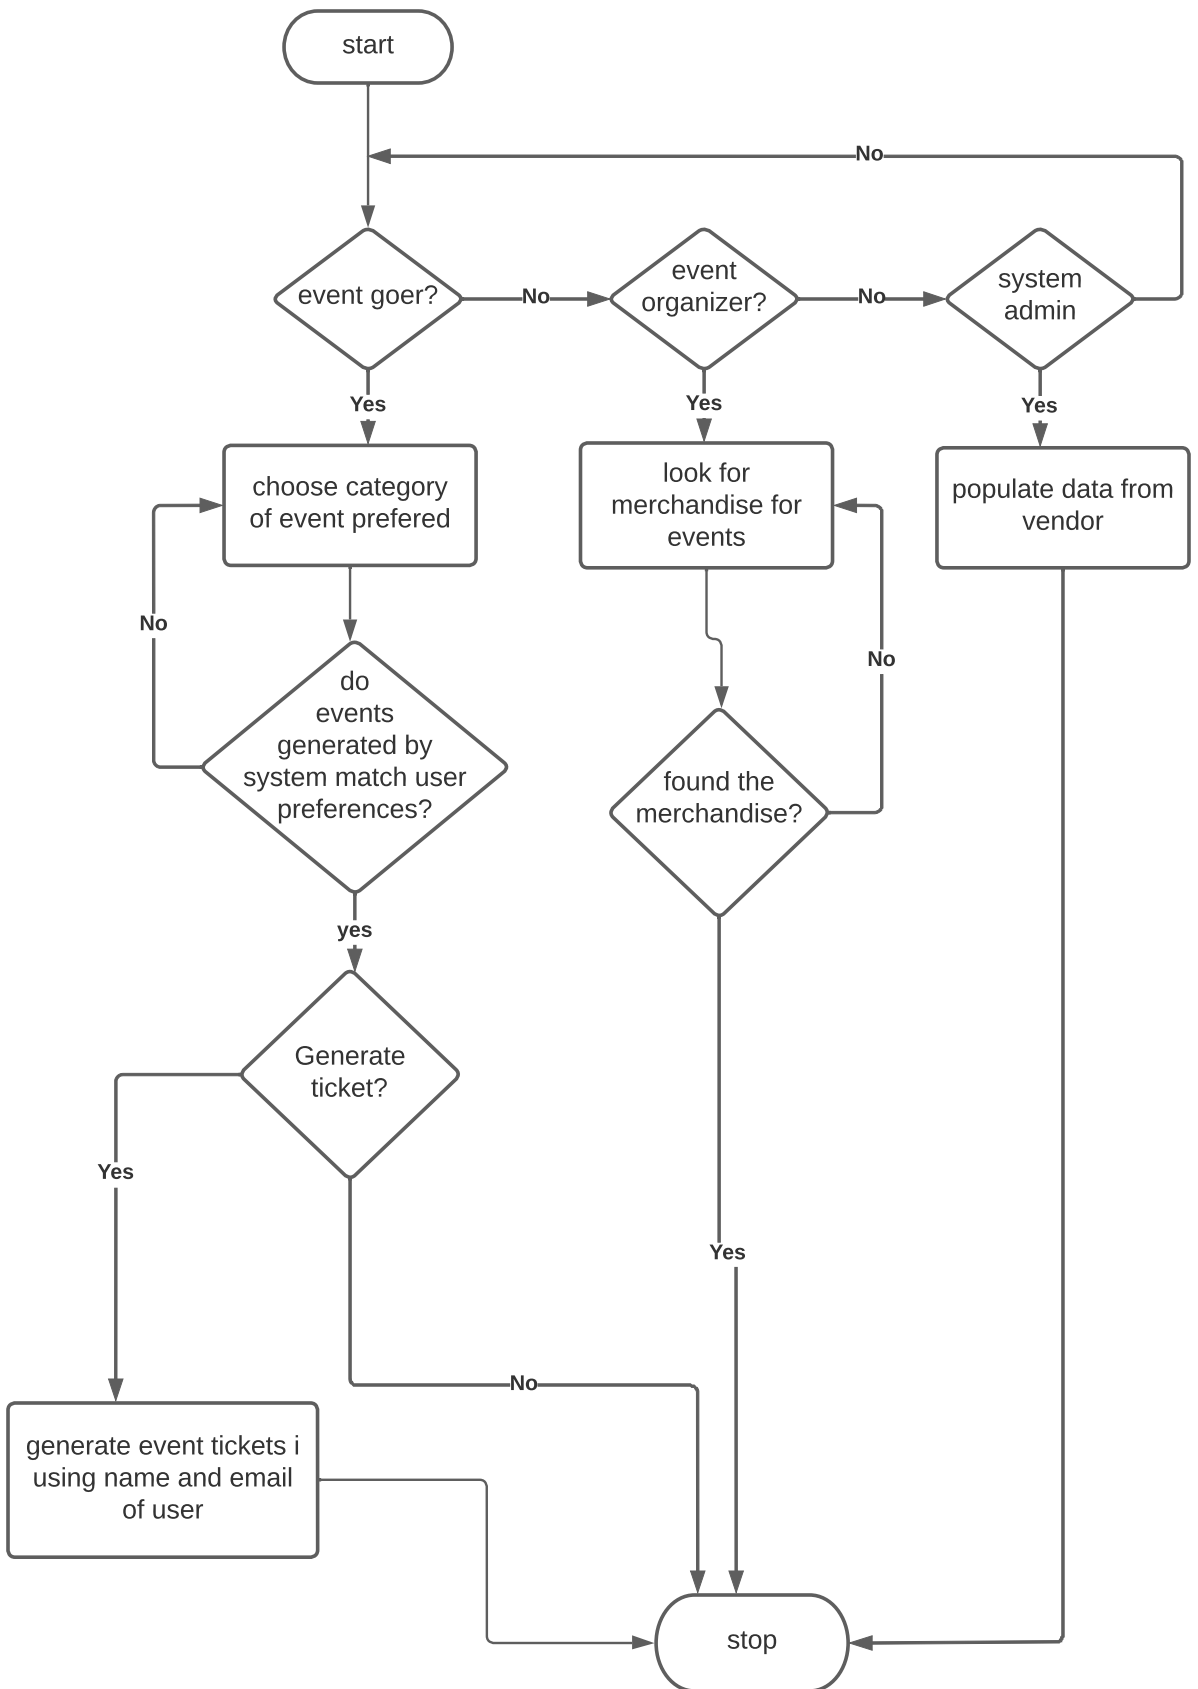 start
No
event goer?
No
event
organizer?
No
system
admin
Yes
Yes
Yes
choose category
of event prefered
look for
merchandise for
events
populate data from
vendor
No
No
do
events
generated by
system match user
preferences?
found the
merchandise?
yes
Generate
ticket?
Yes
Yes
No
generate event tickets i
using name and email
of user
stop